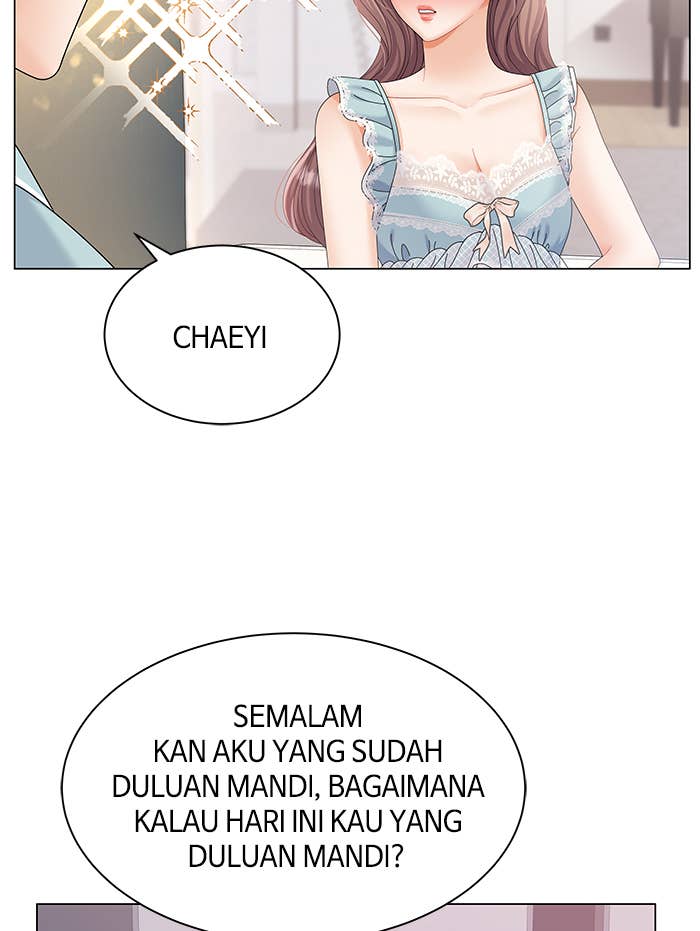 CHAEYI
SEMALAM
KAN AKU YANG SUDAH
DULUAN MANDI, BAGAIMANA
KALAU HARI INI KAU YANG
DULUAN MANDI?